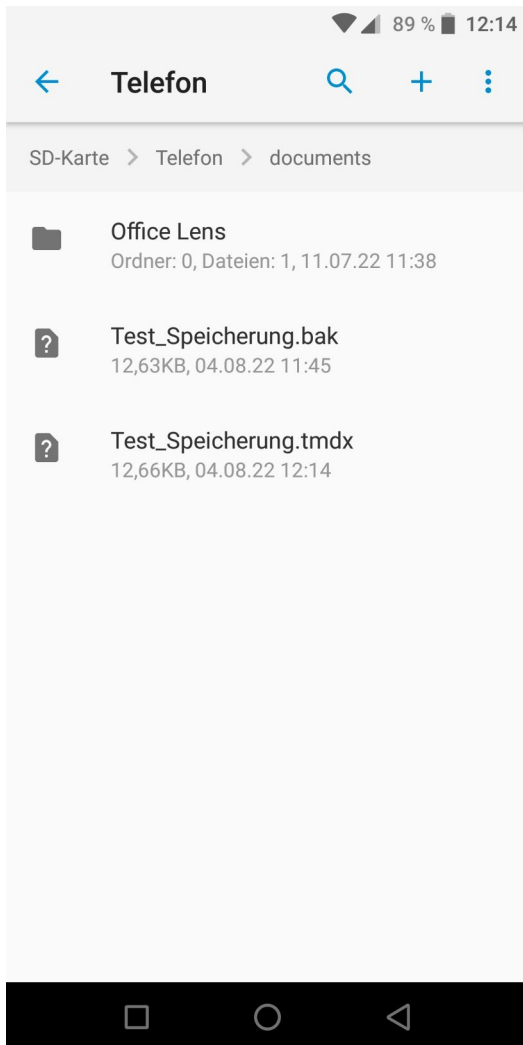 89 % 12:14
Telefon
SD-Karte > Telefon > documents
Office Lens
Ordner: 0, Dateien: 1, 11.07.22 11:38
Test_Speicherung.bak
12,63KB, 04.08.22 11:45
Test_Speicherung.tmdx
12,66KB, 04.08.22 12:14